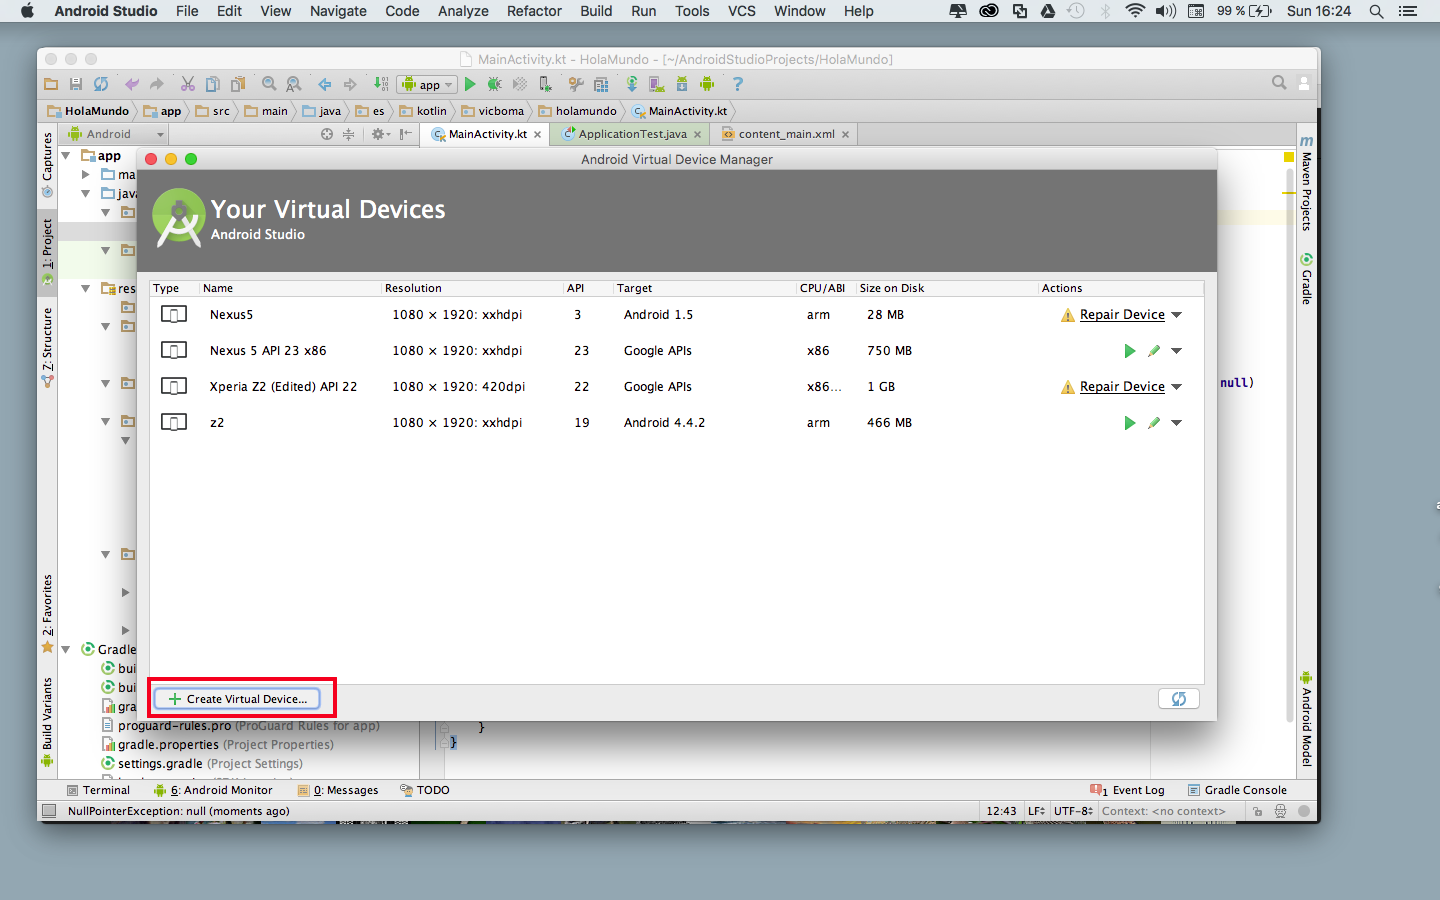 Android Studio File Edit View Navigate Code Analyze Refactor Build Run Tools VCS Window Help 99 % Sun 16:24
MainActivity.kt - HolaMundo - [~/AndroidStudioProjects/HolaMundo]
app
HolaMundo app src main java es kotlin vicboma holamundo MainActivity.kt
Android MainActivity.kt ApplicationTest.java content_main.xml
Captures
1: Project
7: Structure
2: Favorites
Build Variants
app
ma
java
res
Android Virtual Device Manager
Your Virtual Devices
Android Studio
Type Name Resolution API Target CPU/ABI Size on Disk Actions
Nexus5 1080 × 1920: xxhdpi 3 Android 1.5 arm 28 MB Repair Device
Nexus 5 API 23 x86 1080 × 1920: xxhdpi 23 Google APIs x86 750 MB
Xperia Z2 (Edited) API 22 1080 × 1920: 420dpi 22 Google APIs x86... 1 GB Repair Device
z2 1080 × 1920: xxhdpi 19 Android 4.4.2 arm 466 MB
Create Virtual Device...
null)
m Maven Projects
Gradle
Android Model
Gradle
bui
bui
gra
proguard-rules.pro (ProGuard Rules for app)
gradle.properties (Project Properties)
settings.gradle (Project Settings)
}
}
Terminal 6: Android Monitor 0: Messages TODO 1 Event Log Gradle Console
NullPointerException: null (moments ago) 12:43 LF UTF-8 Context: <no context>